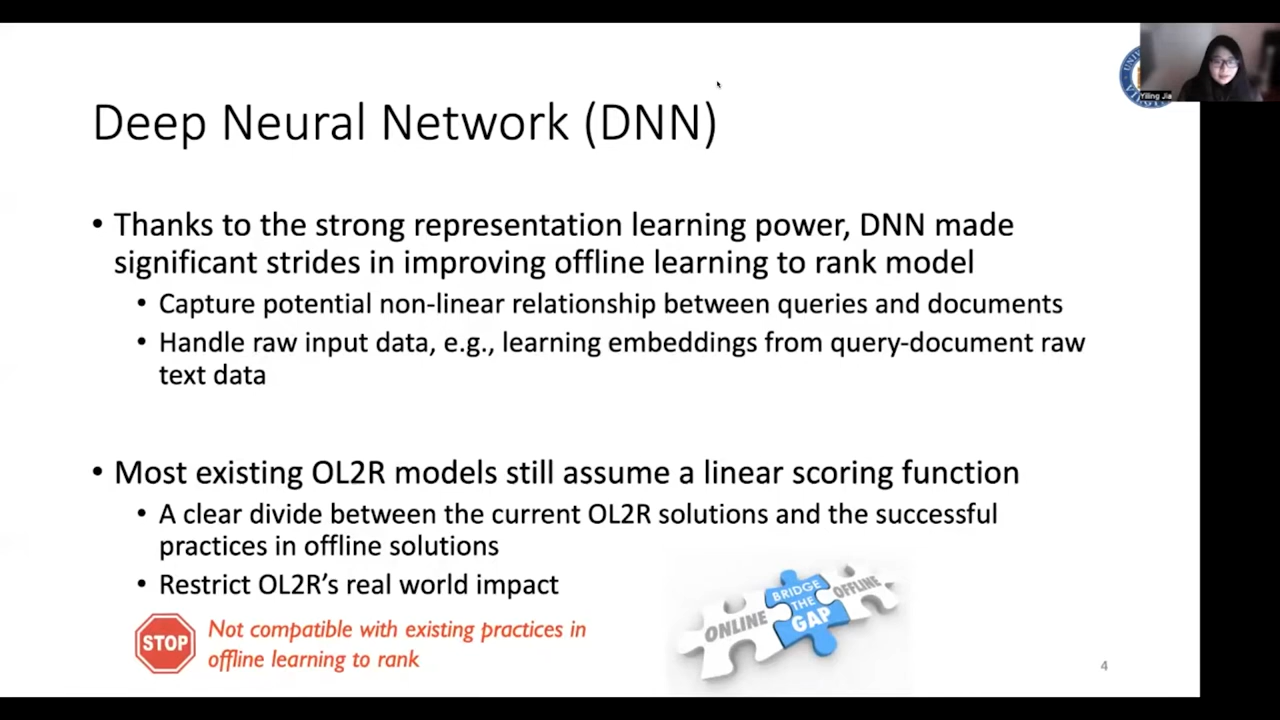 Yiling Jia
Deep Neural Network (DNN)
• Thanks to the strong representation learning power, DNN made
significant strides in improving offline learning to rank model
• Capture potential non-linear relationship between queries and documents
• Handle raw input data, e.g., learning embeddings from query-document raw
text data
• Most existing OL2R models still assume a linear scoring function
• A clear divide between the current OL2R solutions and the successful
practices in offline solutions
• Restrict OL2R's real world impact
STOP
Not compatible with existing practices in
offline learning to rank
ONLINE
BRIDGE
THE
GAP
OFFLINE
4